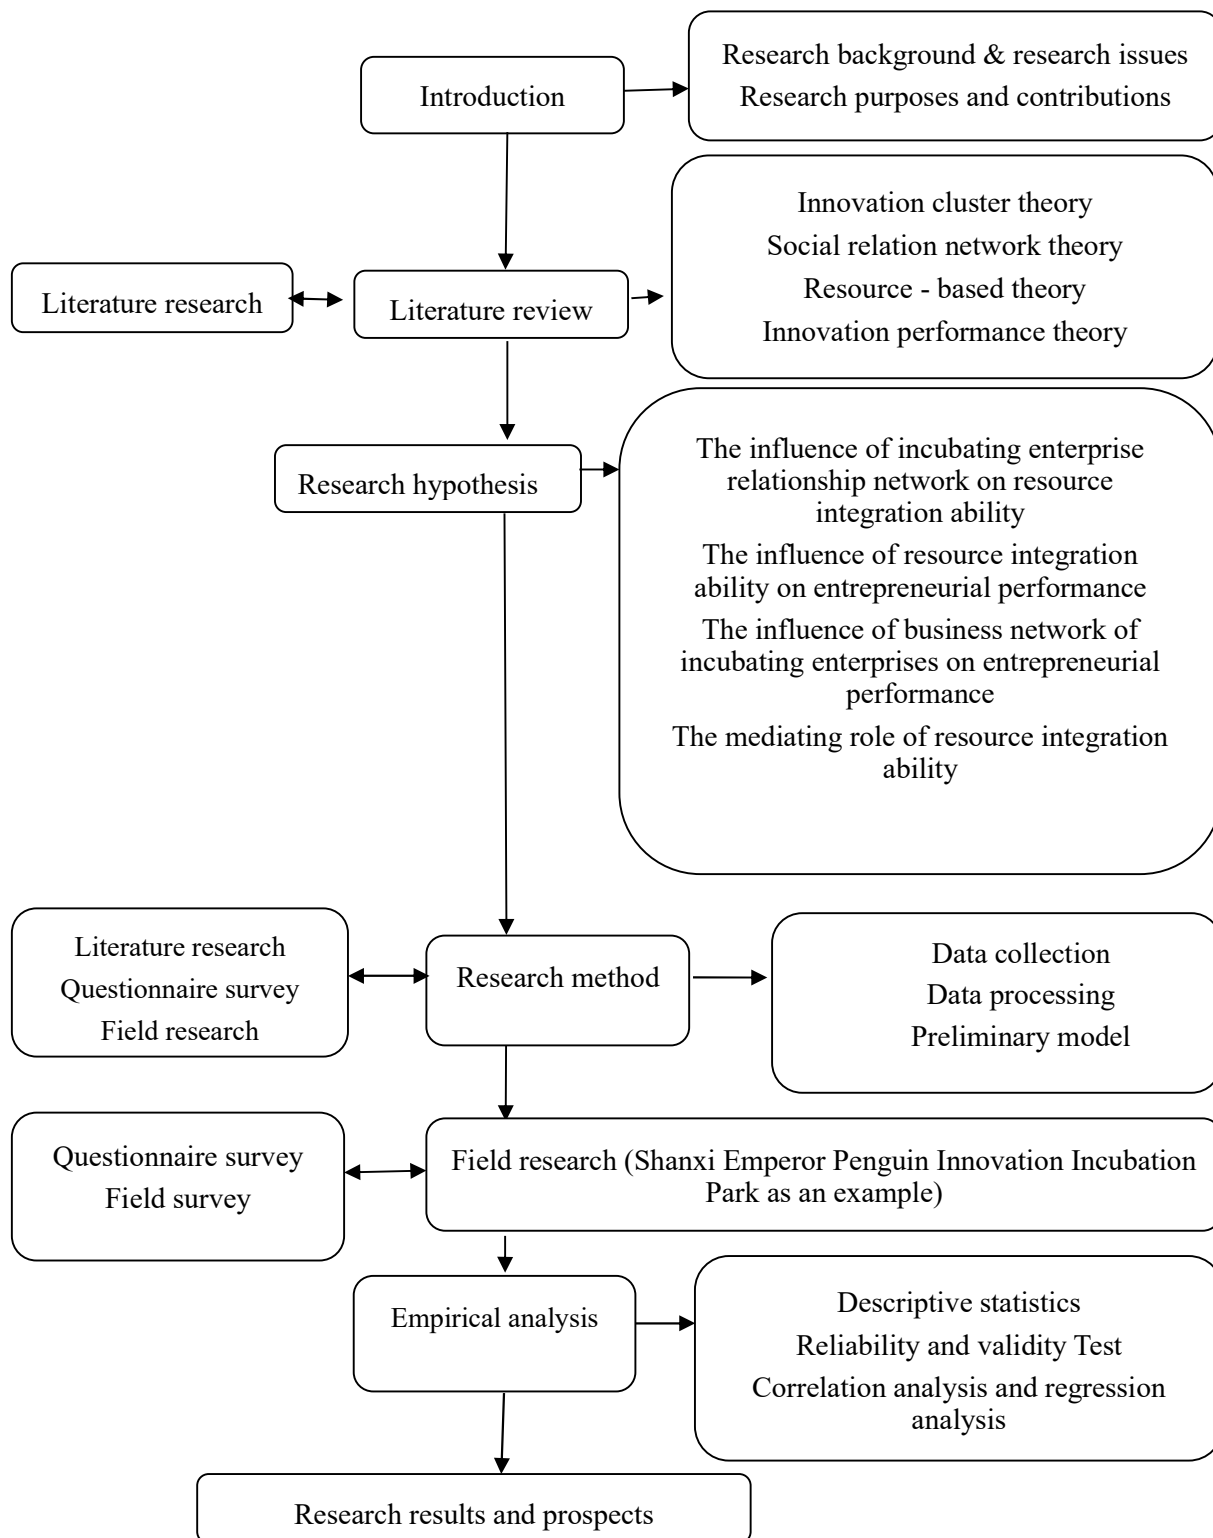 Introduction
Research background & research issues
Research purposes and contributions
Literature research
Literature review
Innovation cluster theory
Social relation network theory
Resource - based theory
Innovation performance theory
Research hypothesis
The influence of incubating enterprise
relationship network on resource
integration ability
The influence of resource integration
ability on entrepreneurial performance
The influence of business network of
incubating enterprises on entrepreneurial
performance
The mediating role of resource integration
ability
Literature research
Questionnaire survey
Field research
Research method
Data collection
Data processing
Preliminary model
Questionnaire survey
Field survey
Field research (Shanxi Emperor Penguin Innovation Incubation
Park as an example)
Empirical analysis
Descriptive statistics
Reliability and validity Test
Correlation analysis and regression
analysis
Research results and prospects